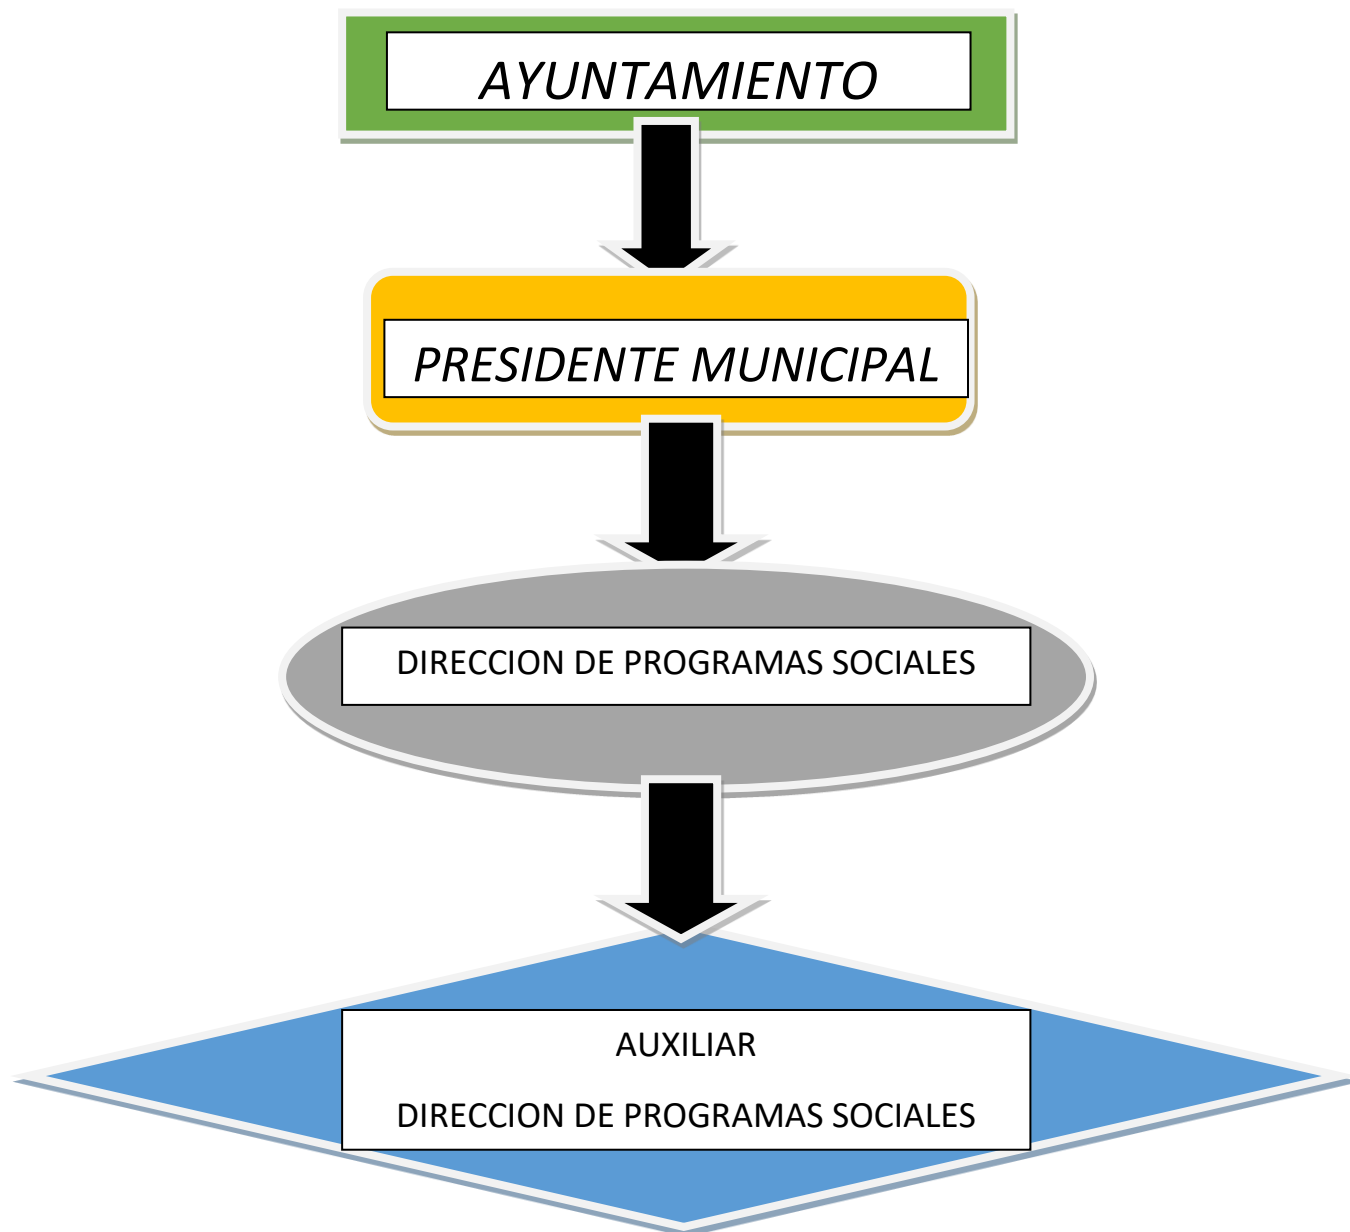 AYUNTAMIENTO
PRESIDENTE MUNICIPAL
DIRECCION DE PROGRAMAS SOCIALES
AUXILIAR
DIRECCION DE PROGRAMAS SOCIALES